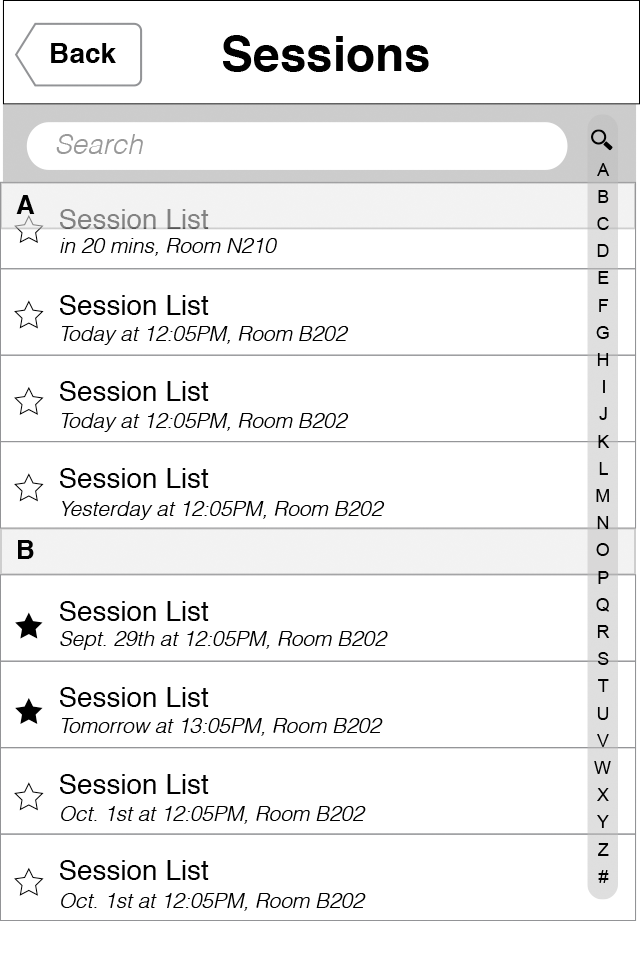 Back
Sessions
Search
A
Session List
in 20 mins, Room N210
Session List
Today at 12:05PM, Room B202
Session List
Today at 12:05PM, Room B202
Session List
Yesterday at 12:05PM, Room B202
B
Session List
Sept. 29th at 12:05PM, Room B202
Session List
Tomorrow at 13:05PM, Room B202
Session List
Oct. 1st at 12:05PM, Room B202
Session List
Oct. 1st at 12:05PM, Room B202
A
B
C
D
E
F
G
H
I
J
K
L
M
N
O
P
Q
R
S
T
U
V
W
X
Y
Z
#